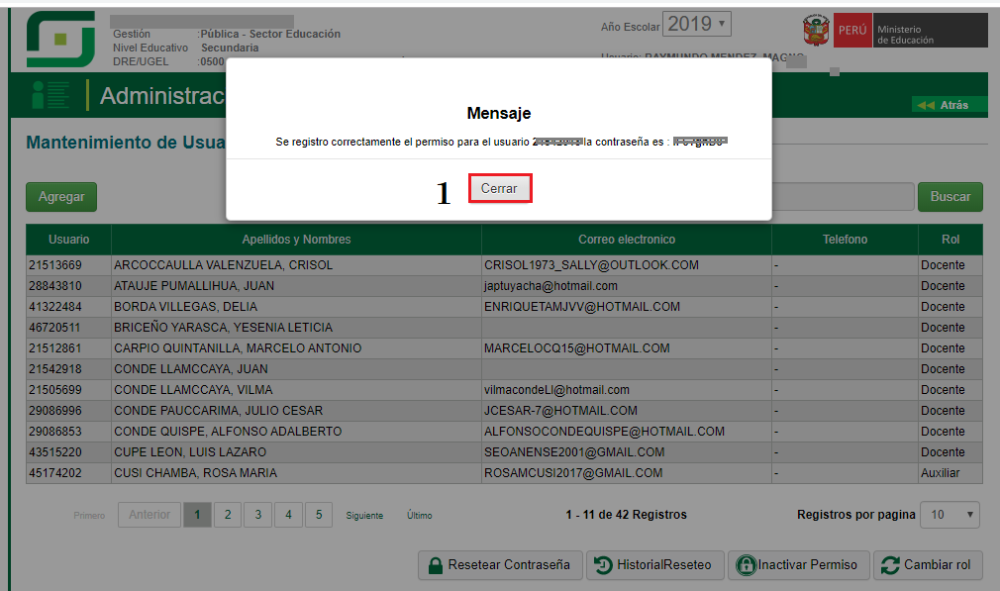 Gestión :Pública - Sector Educación
Nivel Educativo Secundaria
DRE/UGEL :0500
Año Escolar 2019
Usuario: RAYMUNDO MENDEZ, MAGNO
PERÚ Ministerio
de Educación
Administrac
Atrás
Mantenimiento de Usua
Mensaje
Se registro correctamente el permiso para el usuario la contraseña es :
1 Cerrar
Agregar Buscar
Usuario Apellidos y Nombres Correo electronico Telefono Rol
21513669 ARCOCCAULLA VALENZUELA, CRISOL CRISOL1973_SALLY@OUTLOOK.COM - Docente
28843810 ATAUJE PUMALLIHUA, JUAN japtuyacha@hotmail.com - Docente
41322484 BORDA VILLEGAS, DELIA ENRIQUETAMJVV@HOTMAIL.COM - Docente
46720511 BRICEÑO YARASCA, YESENIA LETICIA - Docente
21512861 CARPIO QUINTANILLA, MARCELO ANTONIO MARCELOCQ15@HOTMAIL.COM - Docente
21542918 CONDE LLAMCCAYA, JUAN - Docente
21505699 CONDE LLAMCCAYA, VILMA vilmacondeLl@hotmail.com - Docente
29086996 CONDE PAUCCARIMA, JULIO CESAR JCESAR-7@HOTMAIL.COM - Docente
29086853 CONDE QUISPE, ALFONSO ADALBERTO ALFONSOCONDEQUISPE@HOTMAIL.COM - Docente
43515220 CUPE LEON, LUIS LAZARO SEOANENSE2001@GMAIL.COM - Docente
45174202 CUSI CHAMBA, ROSA MARIA ROSAMCUSI2017@GMAIL.COM - Auxiliar
Primero Anterior 1 2 3 4 5 Siguiente Último 1 - 11 de 42 Registros Registros por pagina 10
Resetear Contraseña HistorialReseteo Inactivar Permiso Cambiar rol